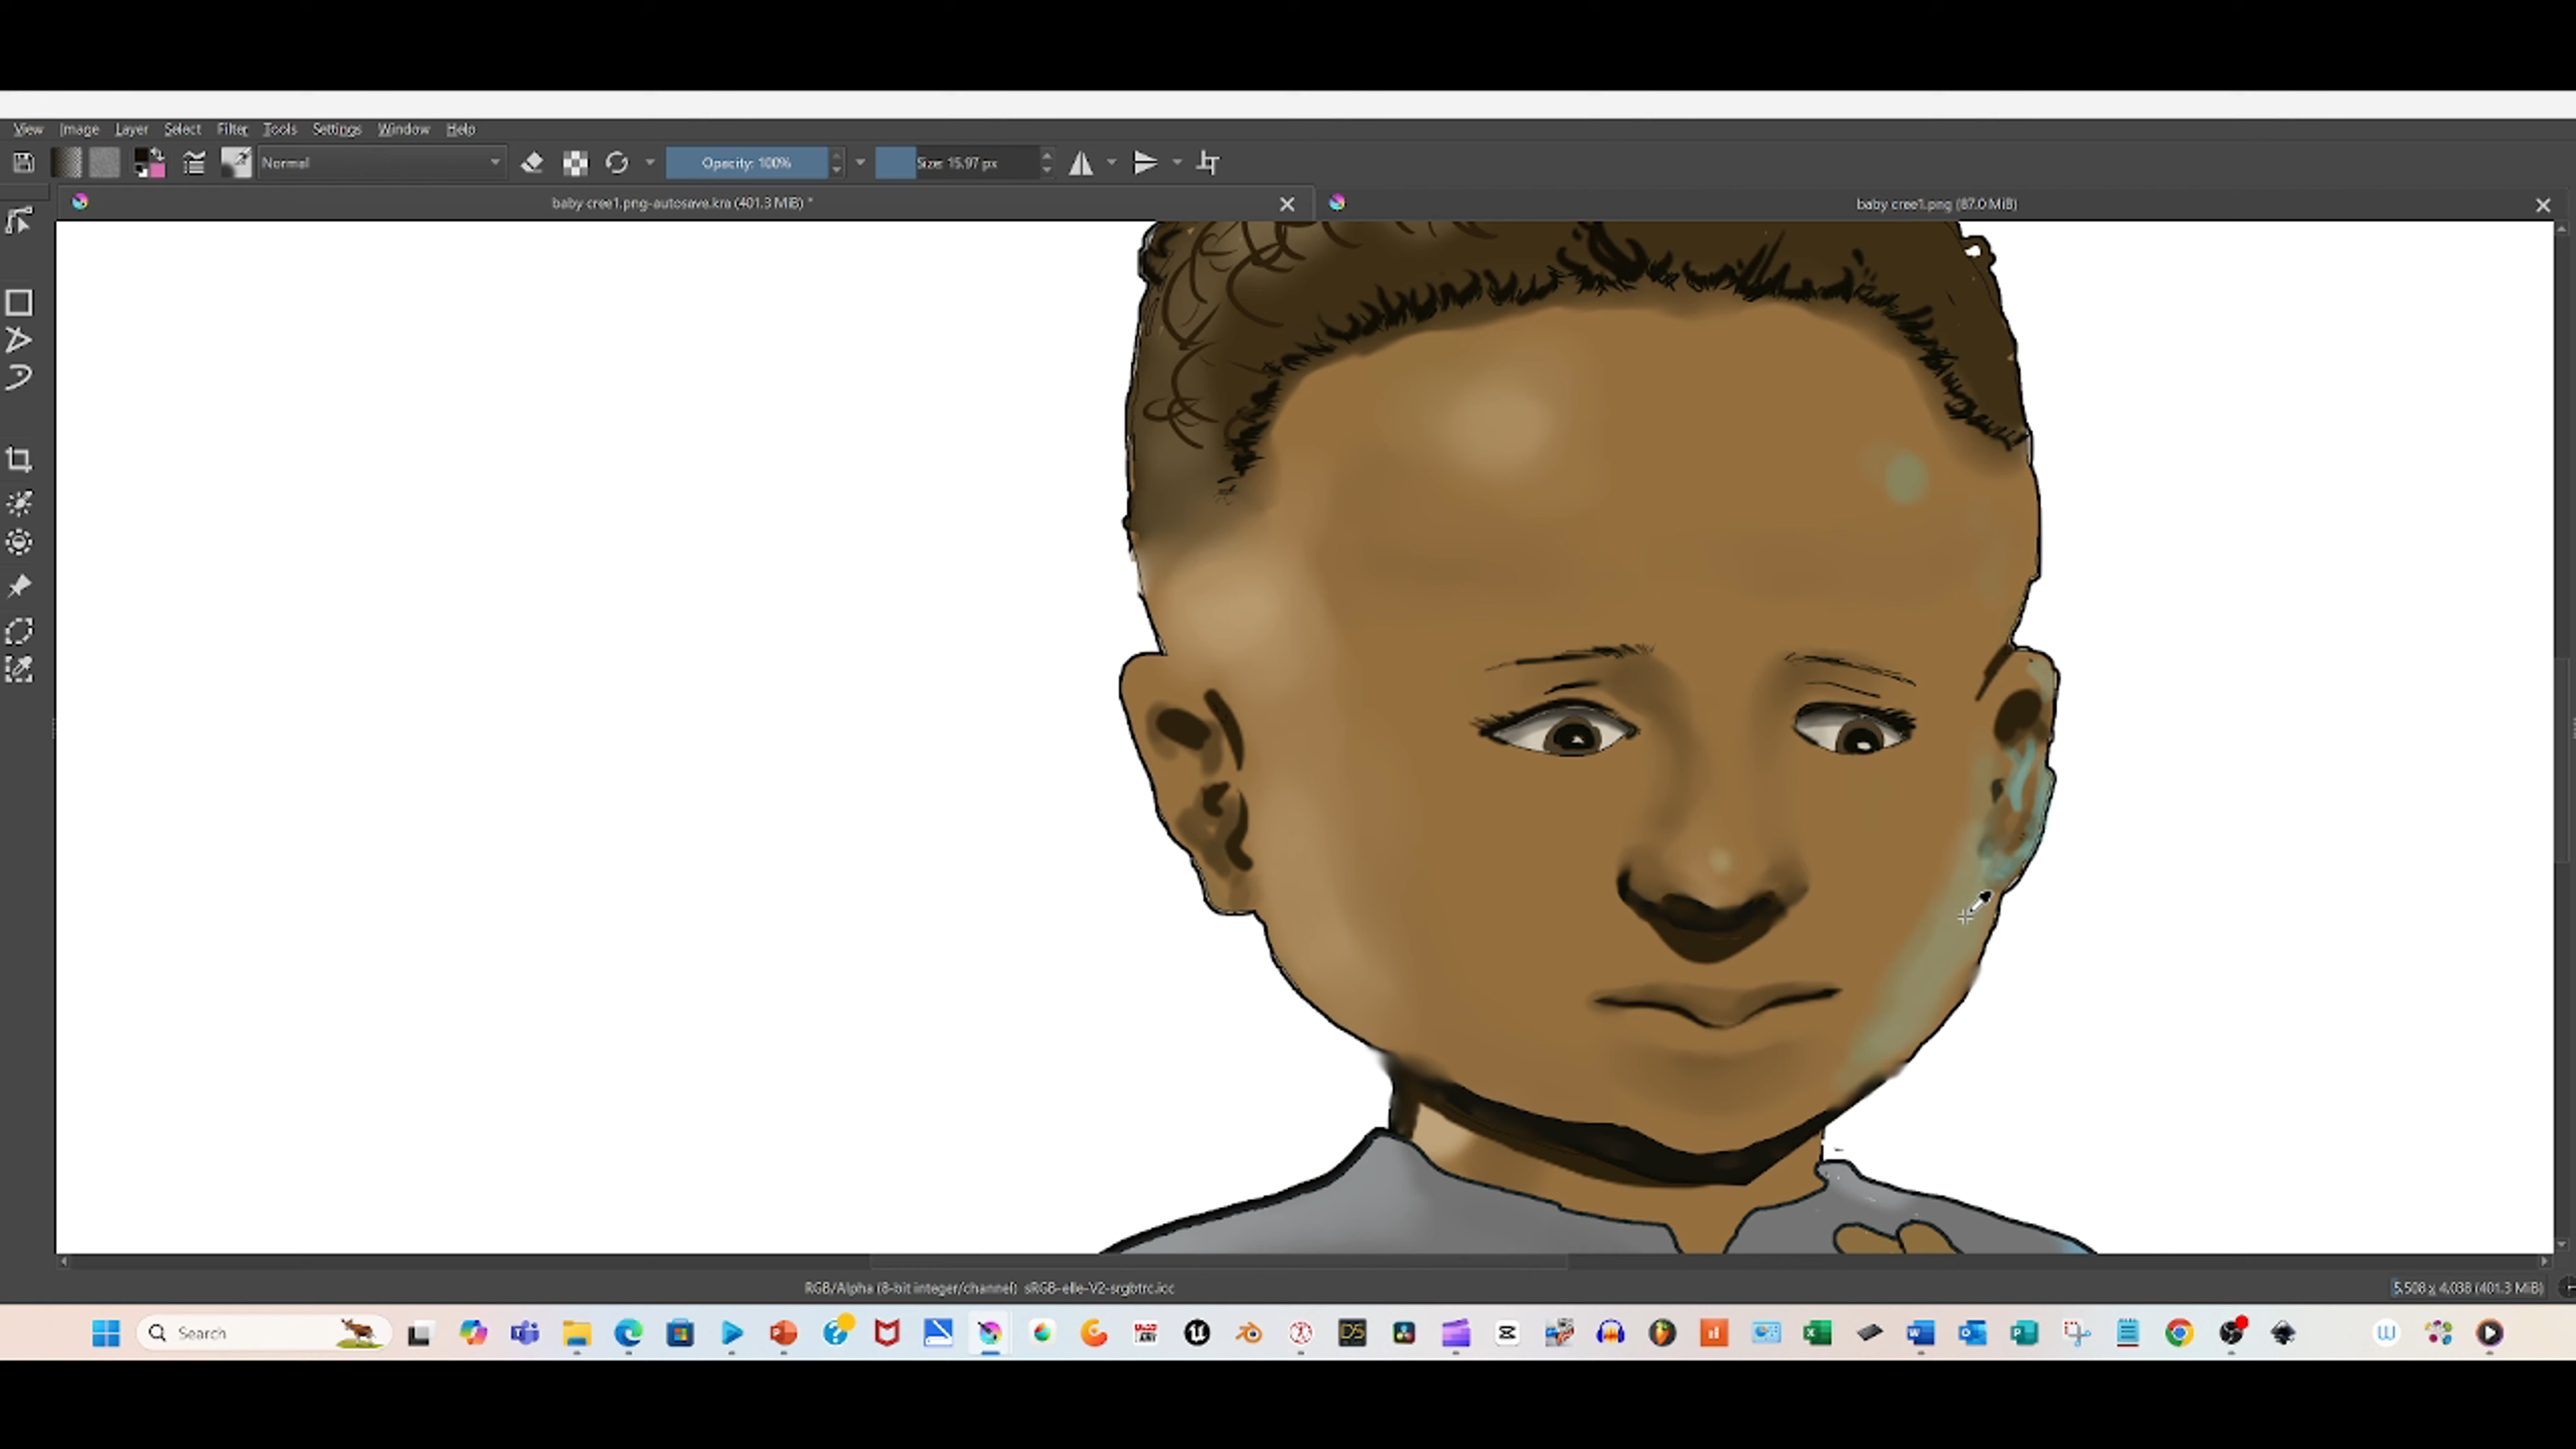 View Image Layer Select Filter Tools Settings Window Help
Normal Opacity: 100% Size: 15.97 px
baby cree1.png-autosave.kra (401.3 MiB) * baby cree1.png (87.0 MiB)
RGB/Alpha (8-bit integer/channel) sRGB-elle-V2-srgbtrc.icc 5,508 x 4,038 (401.3 MiB)
Search